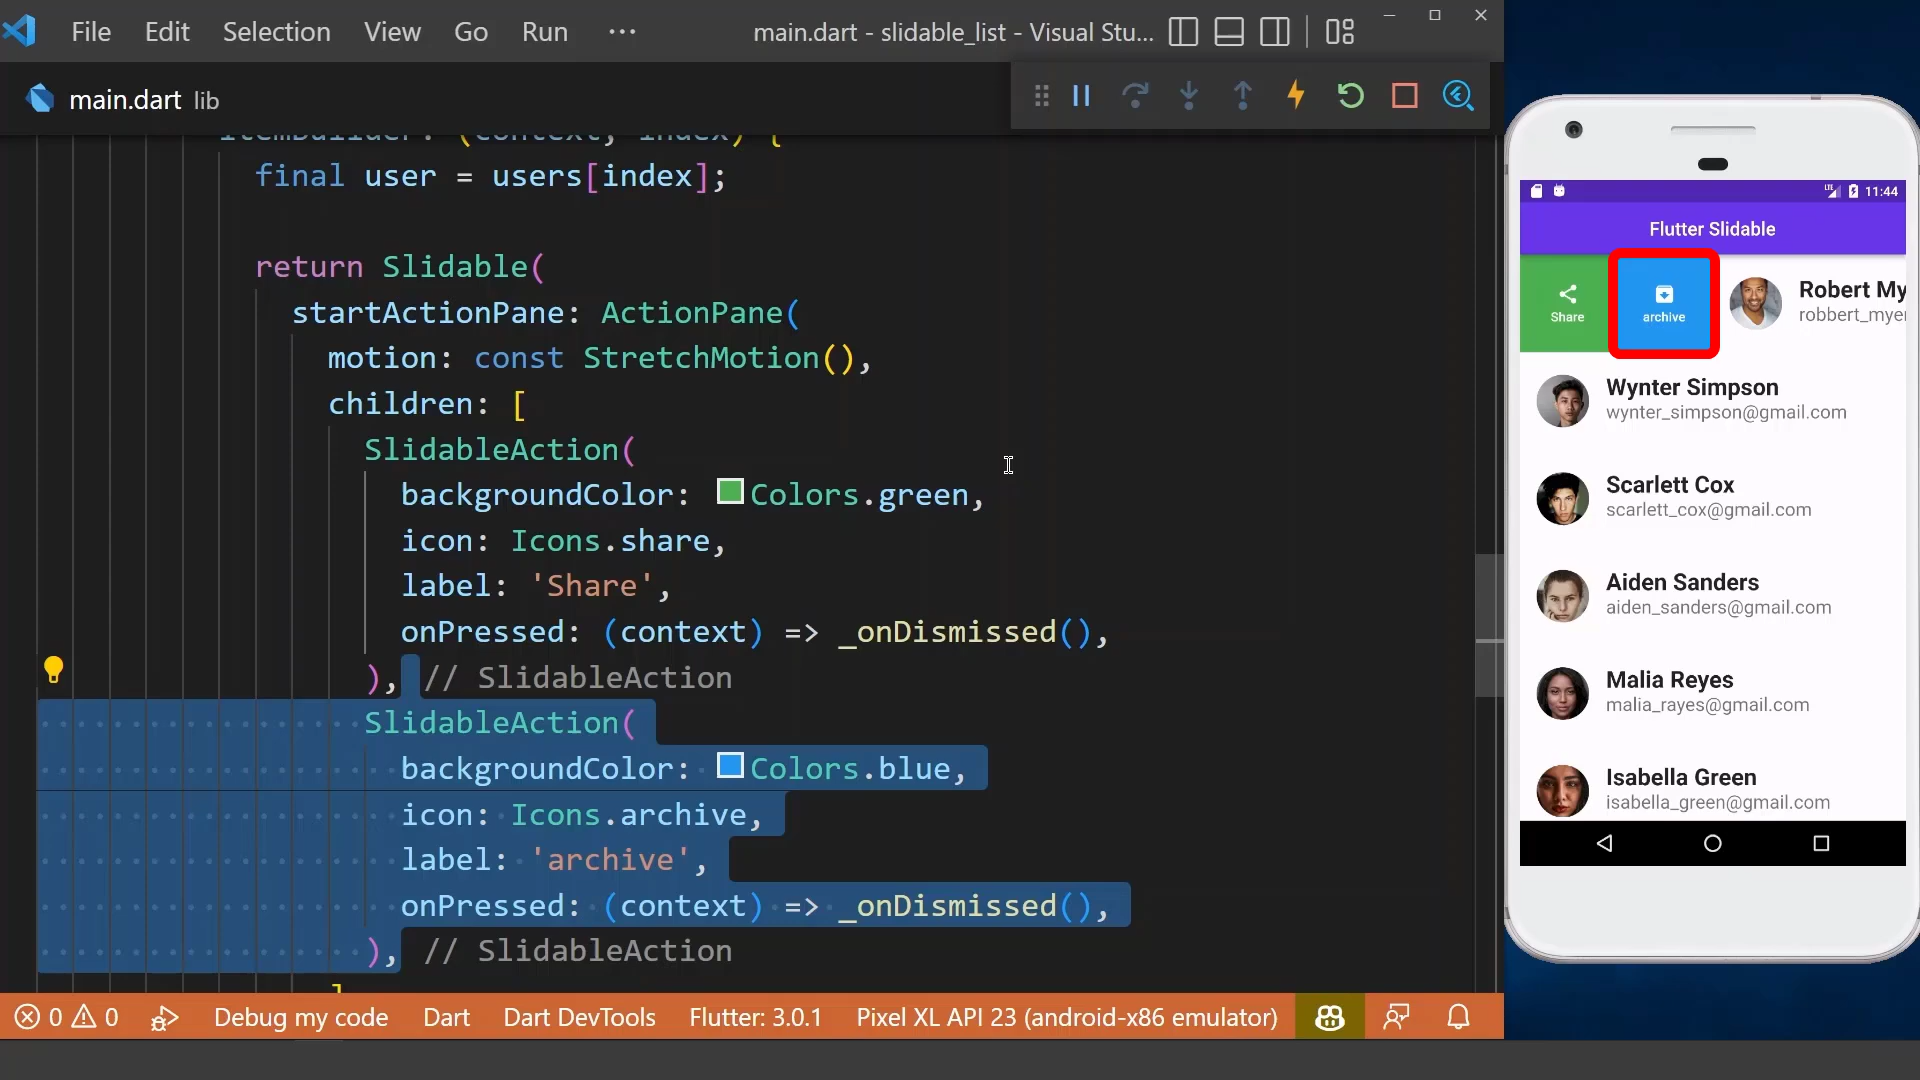 File Edit Selection View Go Run ··· main.dart - slidable_list - Visual Stu...
main.dart lib
itemBuilder: (context, index) {
final user = users[index];
return Slidable(
startActionPane: ActionPane(
motion: const StretchMotion(),
children: [
SlidableAction(
backgroundColor: Colors.green,
icon: Icons.share,
label: 'Share',
onPressed: (context) => _onDismissed(),
), // SlidableAction
SlidableAction(
backgroundColor: Colors.blue,
icon: Icons.archive,
label: 'archive',
onPressed: (context) => _onDismissed(),
), // SlidableAction
]
0 0 Debug my code Dart Dart DevTools Flutter: 3.0.1 Pixel XL API 23 (android-x86 emulator)
LTE 11:44
Flutter Slidable
Share
archive
Robert My
robbert_myer
Wynter Simpson
wynter_simpson@gmail.com
Scarlett Cox
scarlett_cox@gmail.com
Aiden Sanders
aiden_sanders@gmail.com
Malia Reyes
malia_rayes@gmail.com
Isabella Green
isabella_green@gmail.com